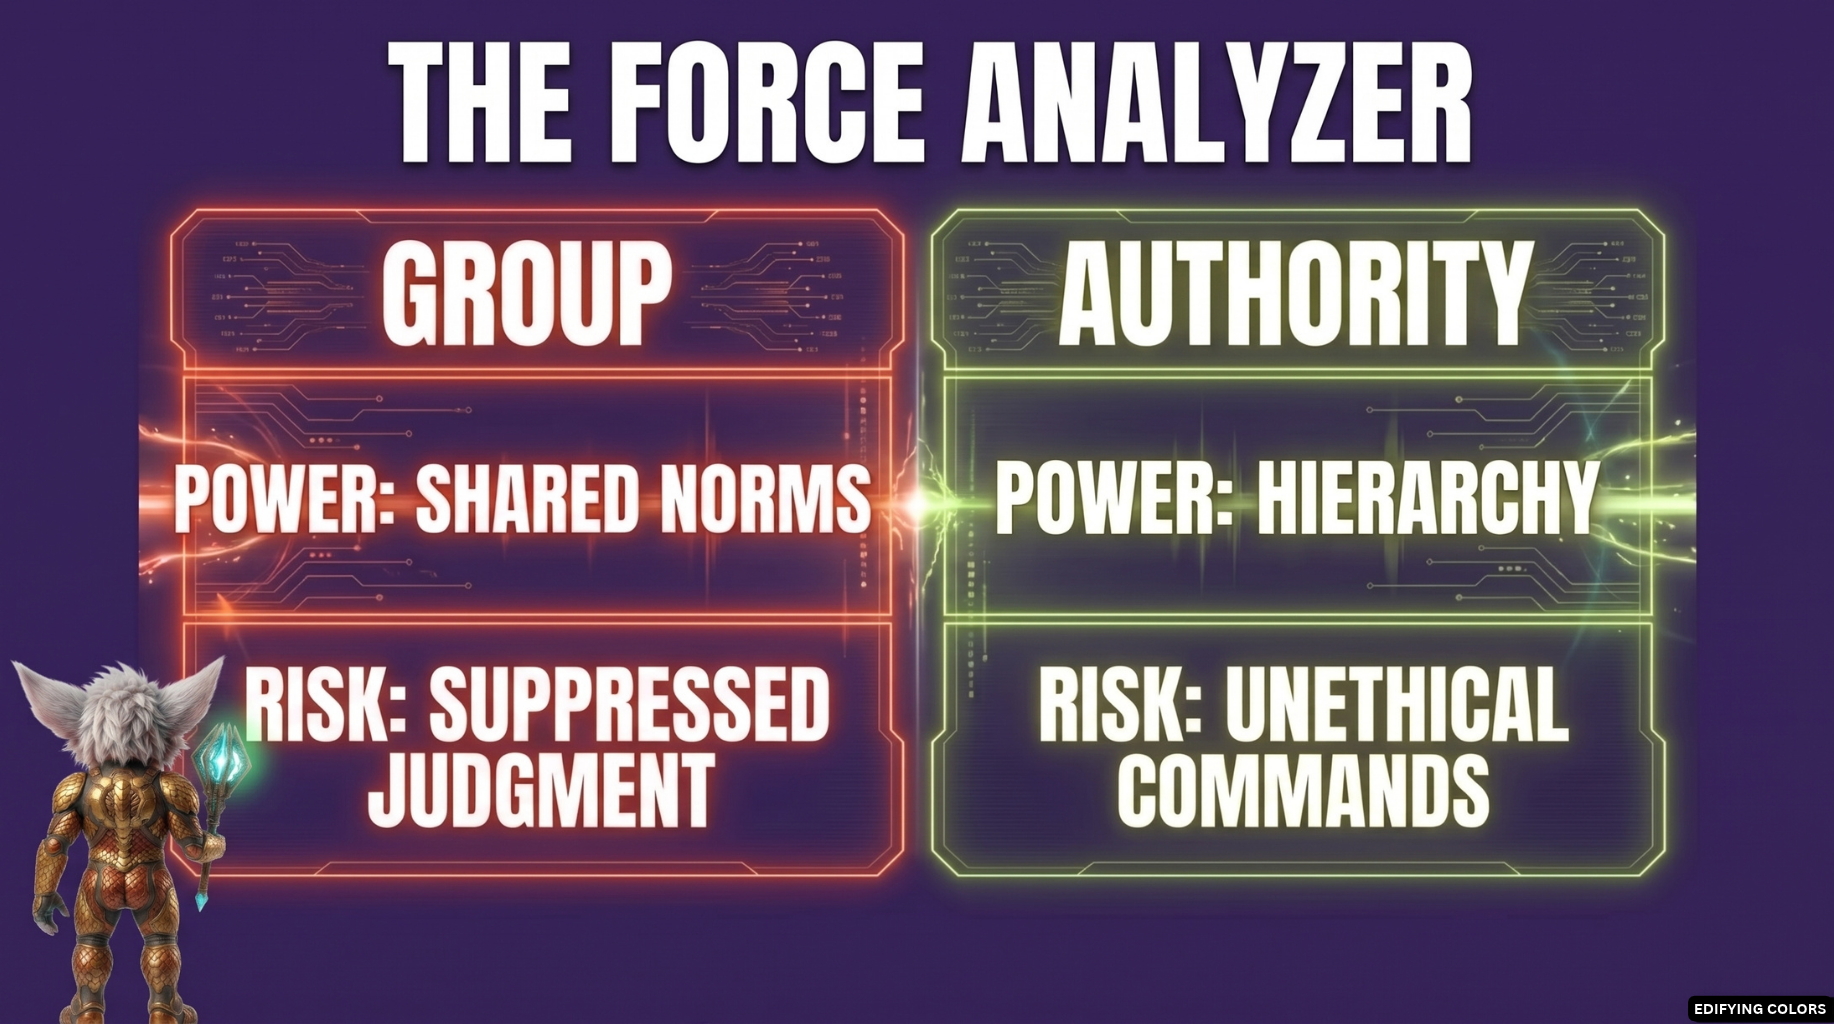 THE FORCE ANALYZER
GROUP
POWER: SHARED NORMS
RISK: SUPPRESSED
JUDGMENT
AUTHORITY
POWER: HIERARCHY
RISK: UNETHICAL
COMMANDS
EDIFYING COLORS